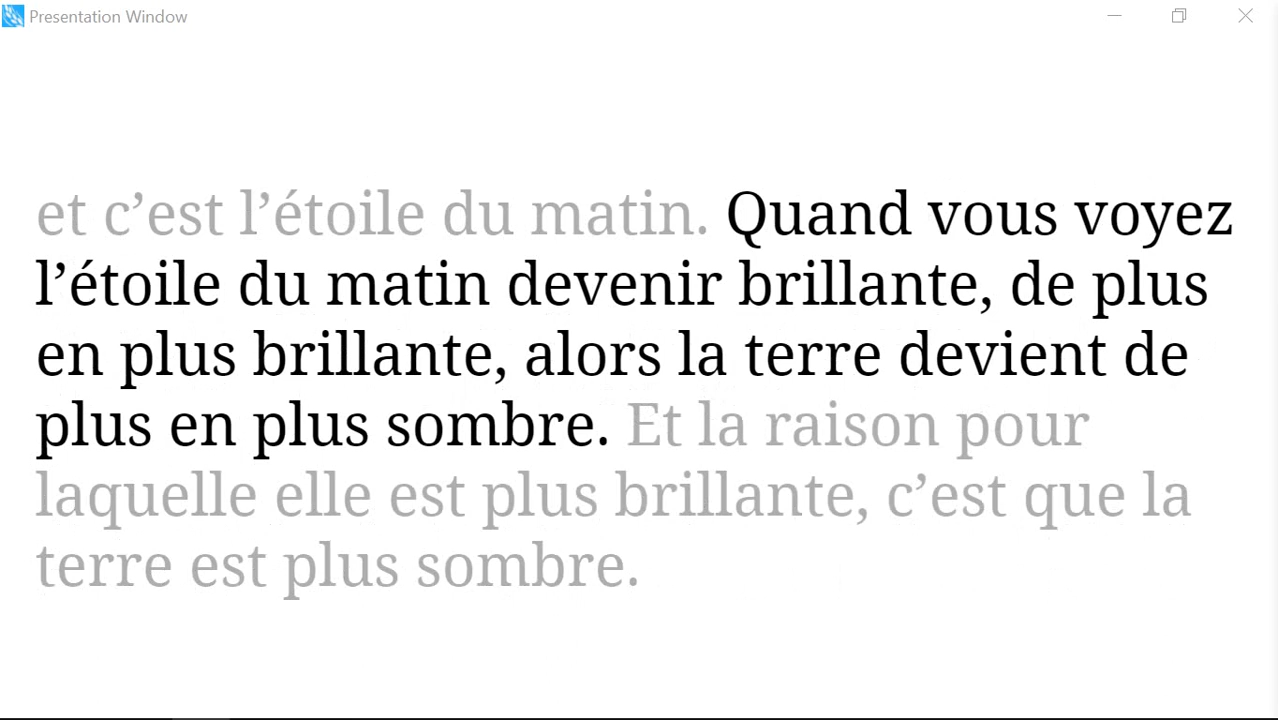 Presentation Window
et c’est l’étoile du matin. Quand vous voyez
l’étoile du matin devenir brillante, de plus
en plus brillante, alors la terre devient de
plus en plus sombre. Et la raison pour
laquelle elle est plus brillante, c’est que la
terre est plus sombre.